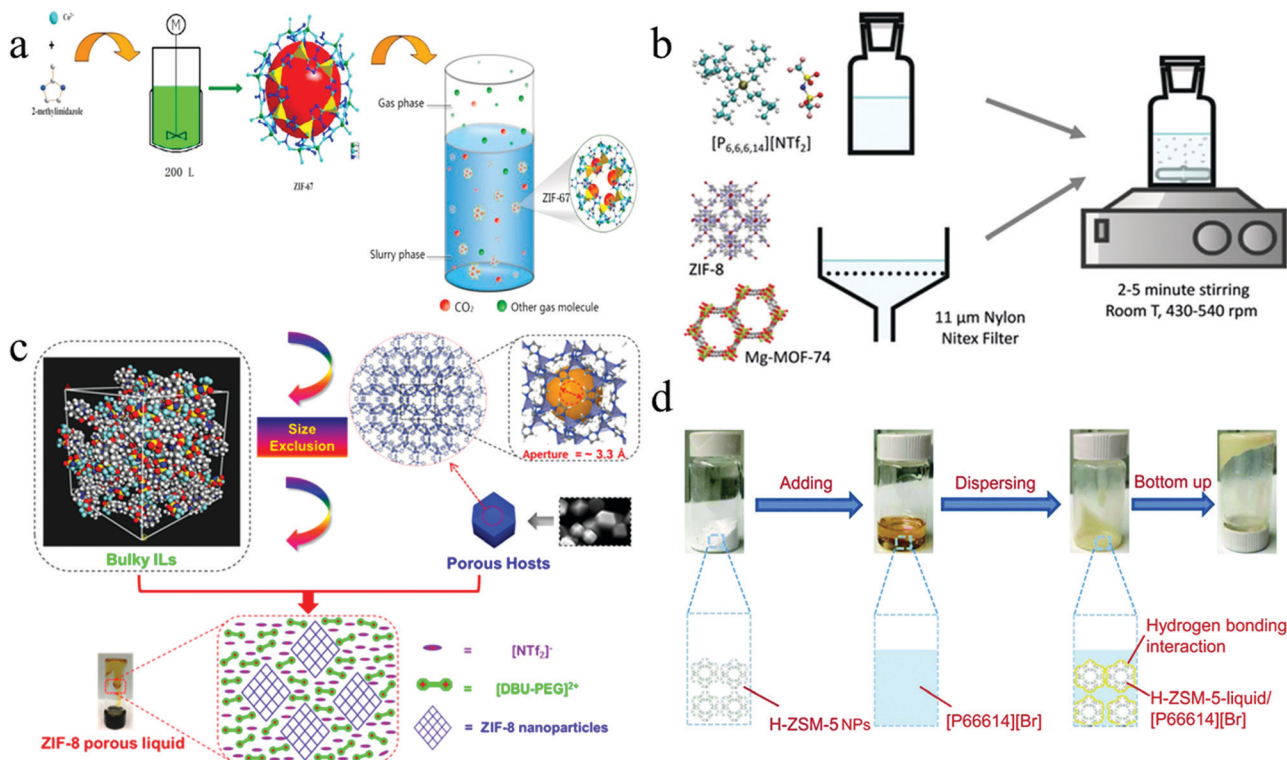 a
Co²⁺
+
2-methylimidazole
M
200 L
ZIF-67
Gas phase
ZIF-67
Slurry phase
CO₂
Other gas molecule
b
[P₆,₆,₆,₁₄][NTf₂]
ZIF-8
Mg-MOF-74
11 µm Nylon
Nitex Filter
2-5 minute stirring
Room T, 430-540 rpm
c
Size
Exclusion
Aperture = ~ 3.3 Å
Bulky ILs
Porous Hosts
ZIF-8 porous liquid
= [NTf₂]⁻
= [DBU-PEG]²⁺
= ZIF-8 nanoparticles
d
Adding
Dispersing
Bottom up
H-ZSM-5 NPs
[P66614][Br]
Hydrogen bonding
interaction
H-ZSM-5-liquid/
[P66614][Br]